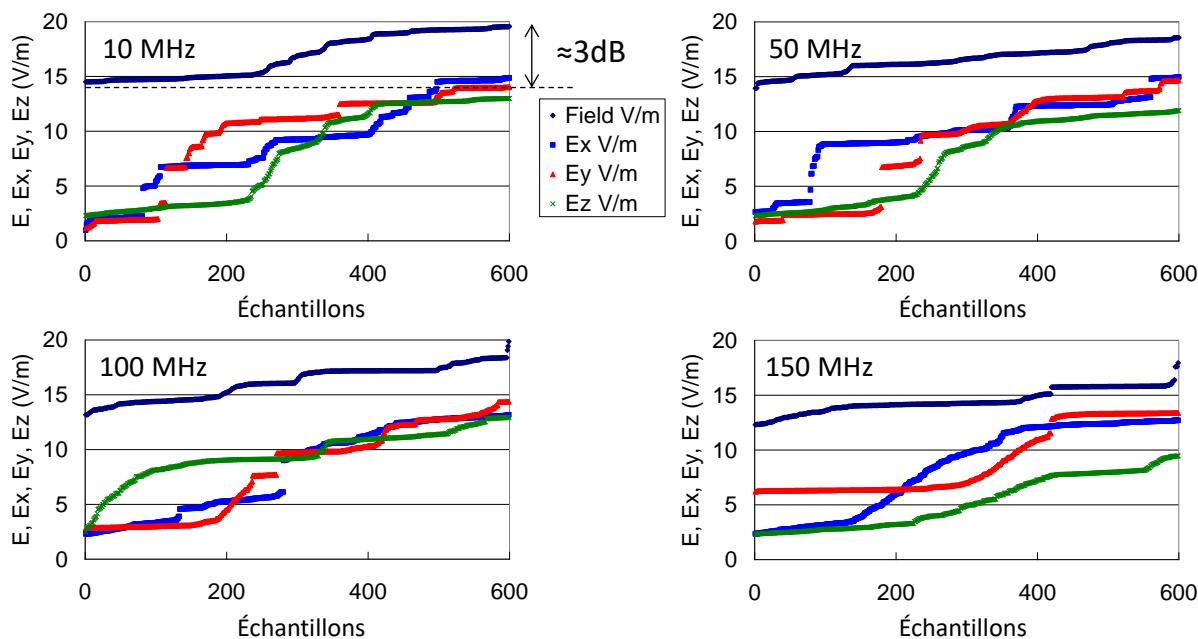 20
15
10
5
0
E, Ex, Ey, Ez (V/m)
10 MHz
0 200 400 600
Échantillons
≈3dB
Field V/m
Ex V/m
Ey V/m
Ez V/m
20
15
10
5
0
E, Ex, Ey, Ez (V/m)
50 MHz
0 200 400 600
Échantillons
20
15
10
5
0
E, Ex, Ey, Ez (V/m)
100 MHz
0 200 400 600
Échantillons
20
15
10
5
0
E, Ex, Ey, Ez (V/m)
150 MHz
0 200 400 600
Échantillons